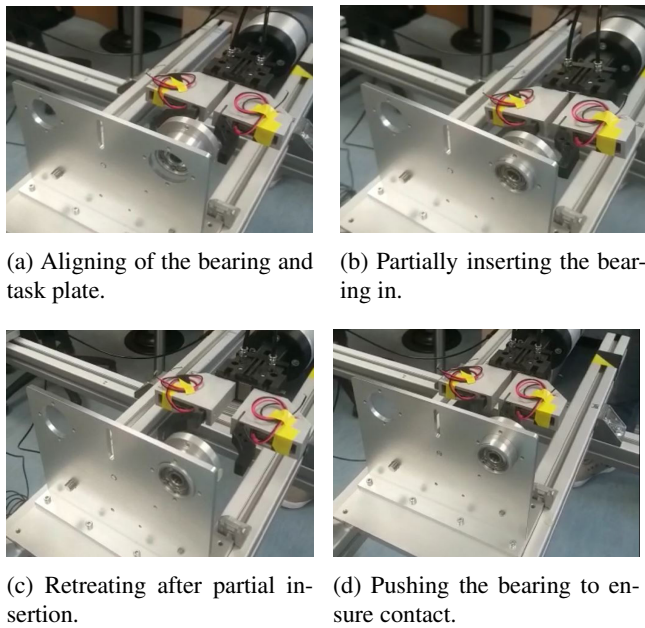 (a) Aligning of the bearing and
task plate.
(b) Partially inserting the bear-
ing in.
(c) Retreating after partial in-
sertion.
(d) Pushing the bearing to en-
sure contact.